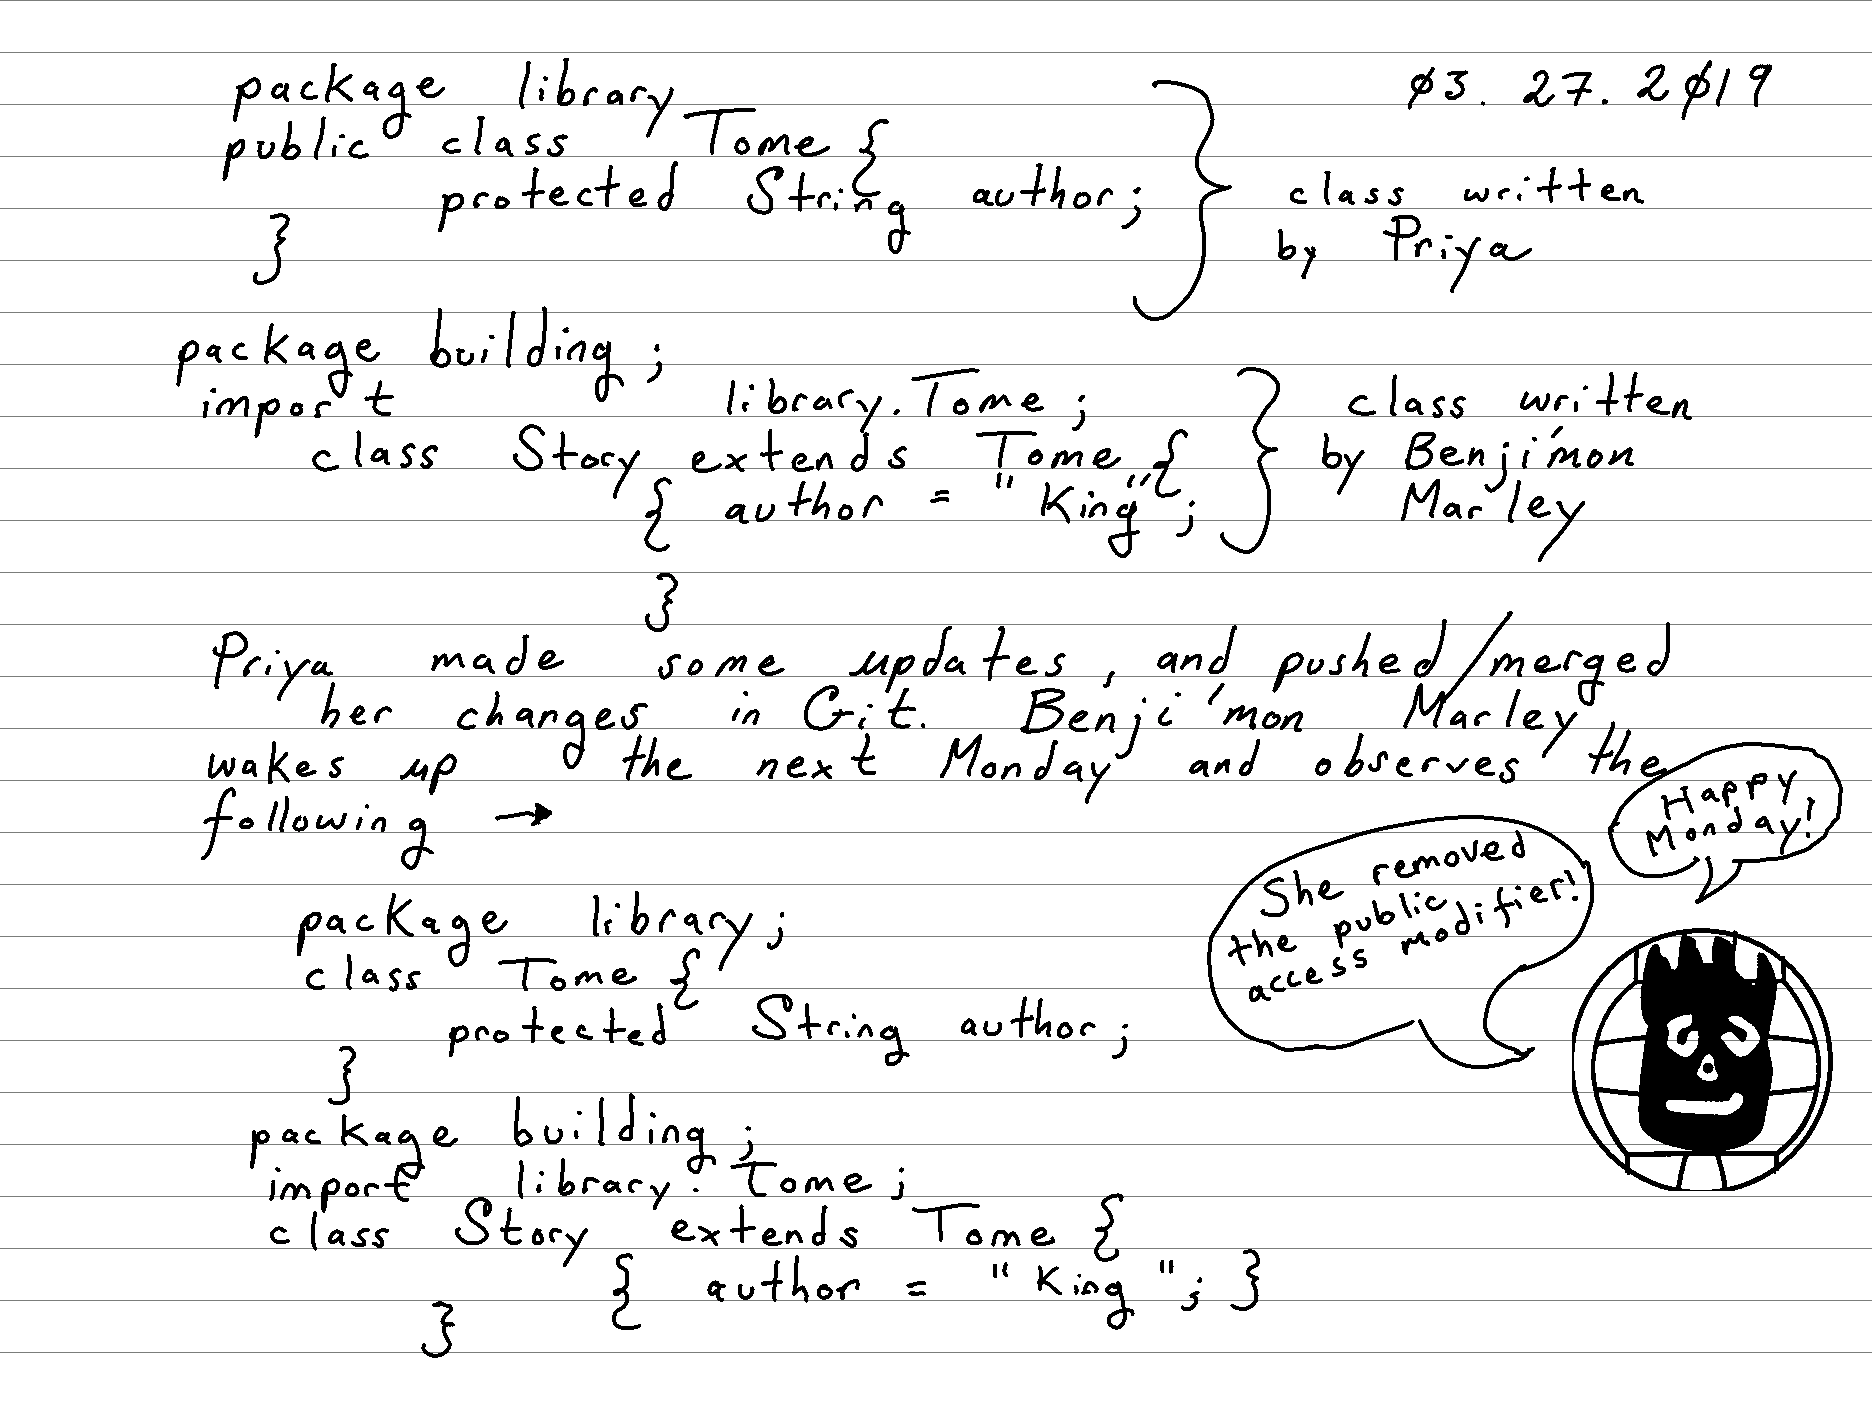 ø3. 27. 2ø19
package library
public class Tome {
protected String author;
}
class written
by Priya
package building;
import library.Tome;
class Story extends Tome {
{ author = "King";
}
class written
by Benji'mon
Marley
Priya made some updates, and pushed/merged
her changes in Git. Benji'mon Marley
wakes up the next Monday and observes the
following →
Happy
Monday!
She removed
the public
access modifier!
package library;
class Tome {
protected String author;
}
package building;
import library.Tome;
class Story extends Tome {
{ author = "King"; }
}